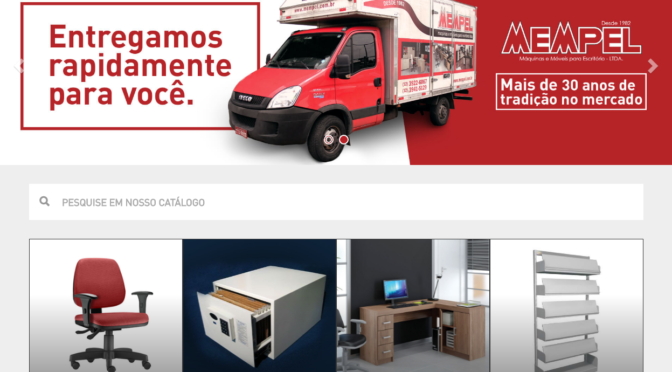 Entregamos
rapidamente
para você.
MEMPEL
Desde 1982
MEMPEL
Máquinas e Móveis para Escritório - LTDA.
Mais de 30 anos de
tradição no mercado
PESQUISE EM NOSSO CATÁLOGO